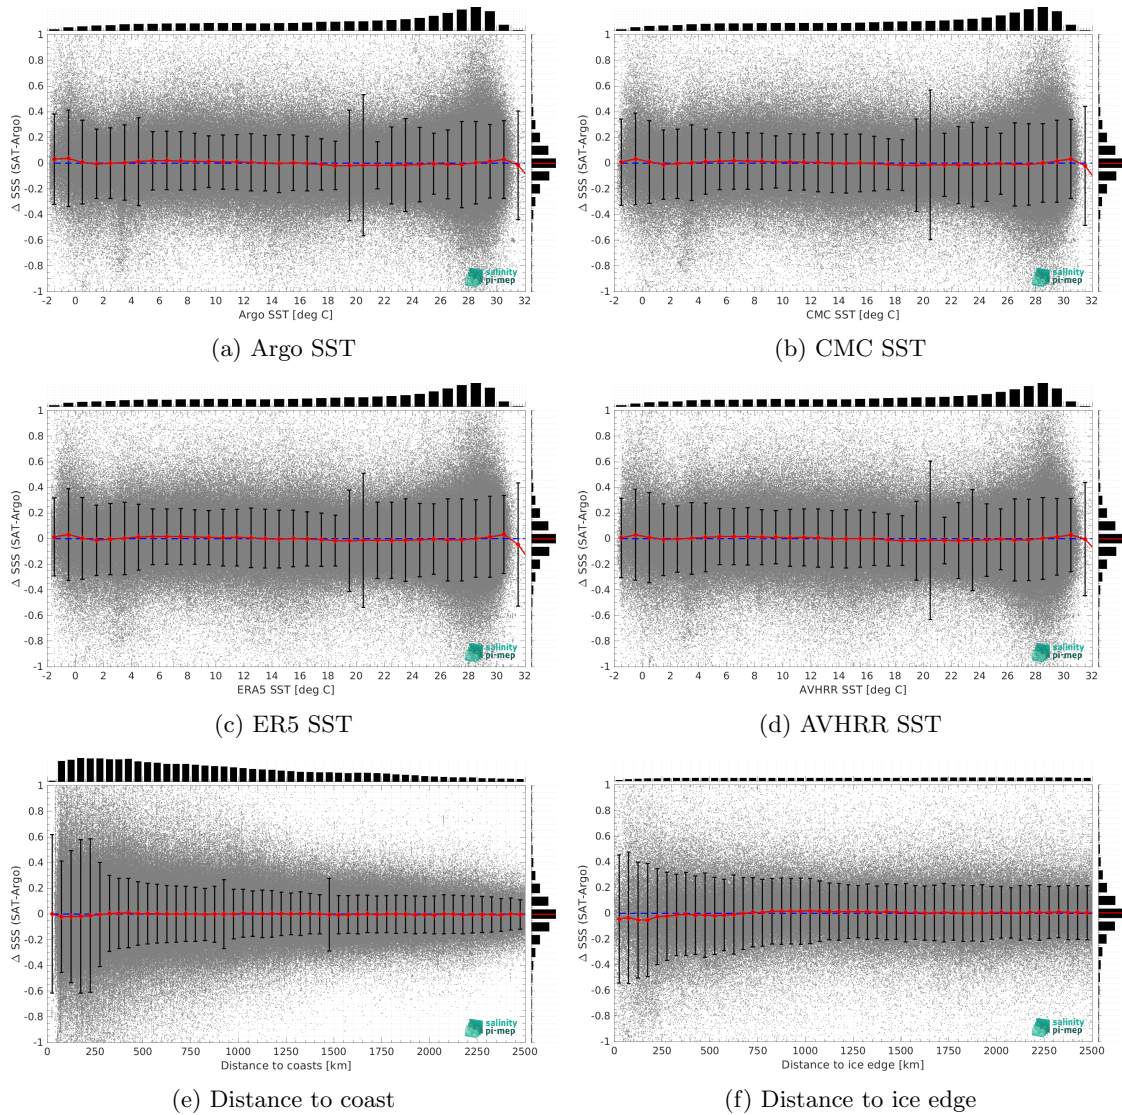 1
0.8
0.6
0.4
0.2
0
-0.2
-0.4
-0.6
-0.8
-1
Δ SSS (SAT-Argo)
-2 0 2 4 6 8 10 12 14 16 18 20 22 24 26 28 30 32
Argo SST [deg C]
salinity
pi-mep
(a) Argo SST
1
0.8
0.6
0.4
0.2
0
-0.2
-0.4
-0.6
-0.8
-1
Δ SSS (SAT-Argo)
-2 0 2 4 6 8 10 12 14 16 18 20 22 24 26 28 30 32
CMC SST [deg C]
salinity
pi-mep
(b) CMC SST
1
0.8
0.6
0.4
0.2
0
-0.2
-0.4
-0.6
-0.8
-1
Δ SSS (SAT-Argo)
-2 0 2 4 6 8 10 12 14 16 18 20 22 24 26 28 30 32
ERA5 SST [deg C]
salinity
pi-mep
(c) ER5 SST
1
0.8
0.6
0.4
0.2
0
-0.2
-0.4
-0.6
-0.8
-1
Δ SSS (SAT-Argo)
-2 0 2 4 6 8 10 12 14 16 18 20 22 24 26 28 30 32
AVHRR SST [deg C]
salinity
pi-mep
(d) AVHRR SST
1
0.8
0.6
0.4
0.2
0
-0.2
-0.4
-0.6
-0.8
-1
Δ SSS (SAT-Argo)
0 250 500 750 1000 1250 1500 1750 2000 2250 2500
Distance to coasts [km]
salinity
pi-mep
(e) Distance to coast
1
0.8
0.6
0.4
0.2
0
-0.2
-0.4
-0.6
-0.8
-1
Δ SSS (SAT-Argo)
0 250 500 750 1000 1250 1500 1750 2000 2250 2500
Distance to ice edge [km]
salinity
pi-mep
(f) Distance to ice edge